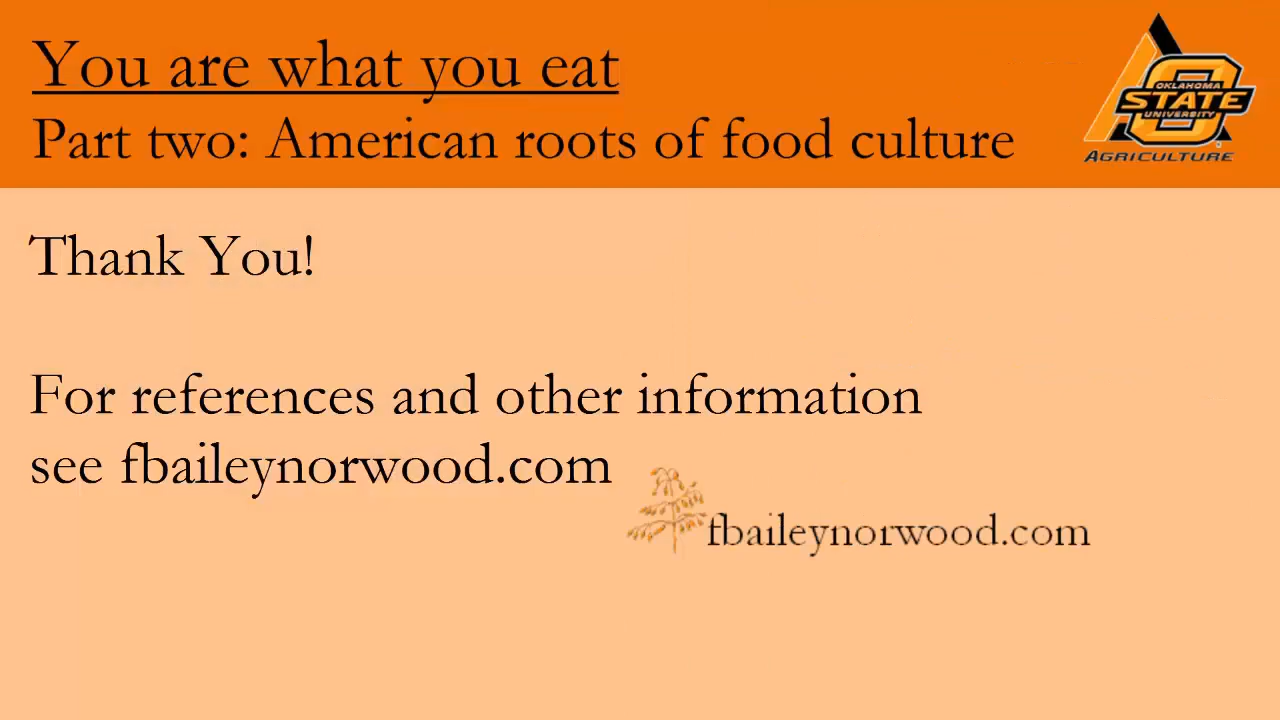 You are what you eat
Part two: American roots of food culture
OKLAHOMA
STATE
UNIVERSITY
AGRICULTURE
Thank You!
For references and other information
see fbaileynorwood.com
fbaileynorwood.com